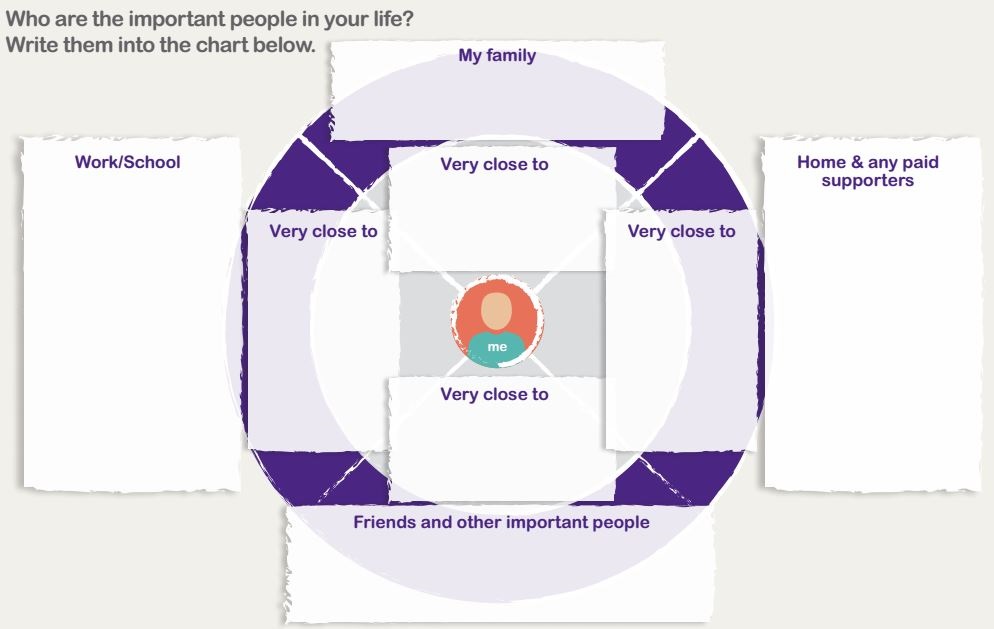 Who are the important people in your life?
Write them into the chart below.
My family
Work/School
Very close to
Home & any paid
supporters
Very close to
Very close to
me
Very close to
Friends and other important people